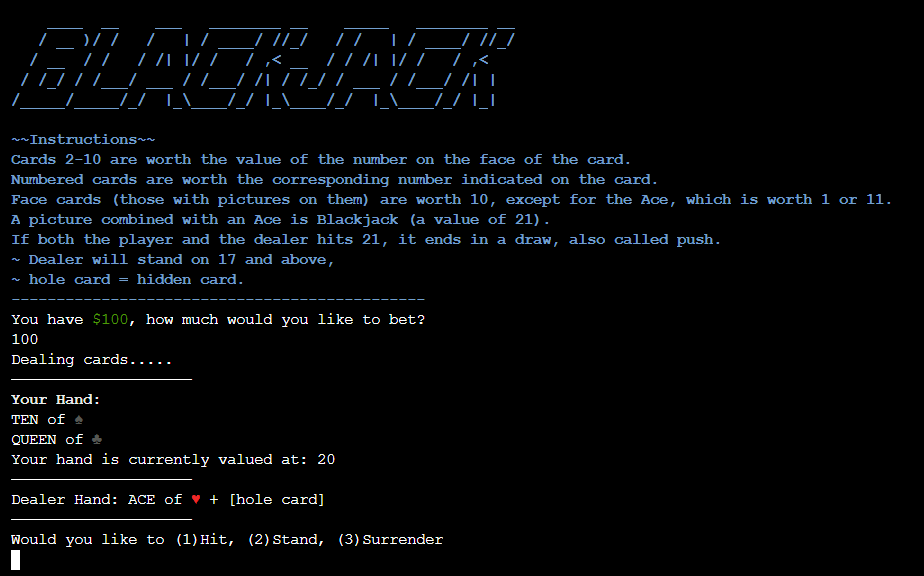 BLACKJACK
~~Instructions~~
Cards 2-10 are worth the value of the number on the face of the card.
Numbered cards are worth the corresponding number indicated on the card.
Face cards (those with pictures on them) are worth 10, except for the Ace, which is worth 1 or 11.
A picture combined with an Ace is Blackjack (a value of 21).
If both the player and the dealer hits 21, it ends in a draw, also called push.
~ Dealer will stand on 17 and above,
~ hole card = hidden card.
----------------------------------------------
You have $100, how much would you like to bet?
100
Dealing cards.....
Your Hand:
TEN of ♠
QUEEN of ♣
Your hand is currently valued at: 20
Dealer Hand: ACE of ♥ + [hole card]
Would you like to (1)Hit, (2)Stand, (3)Surrender